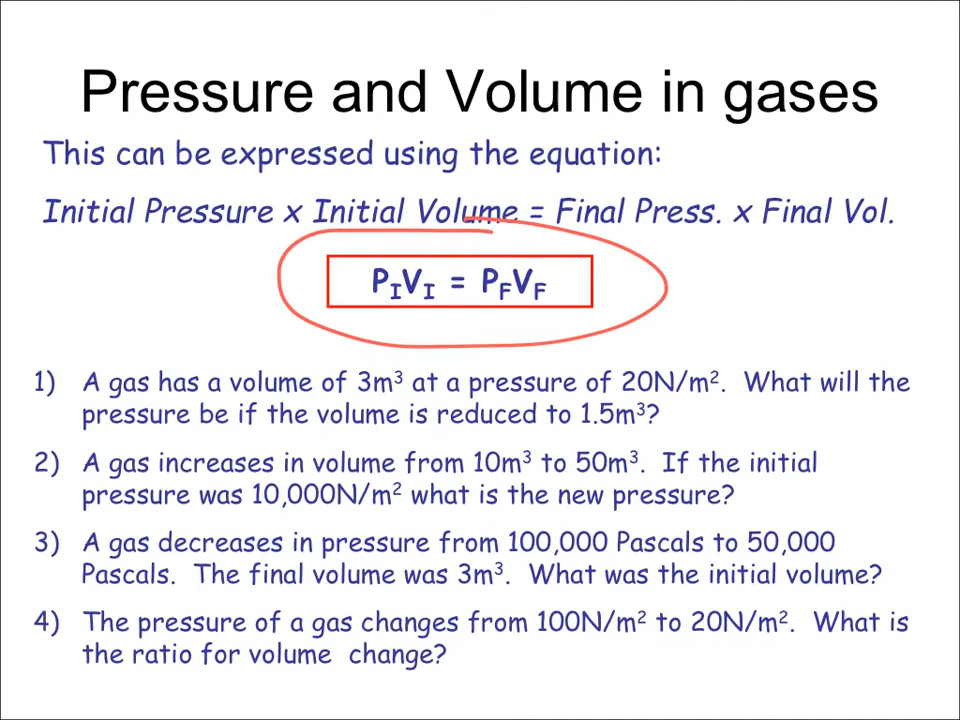 Pressure and Volume in gases
This can be expressed using the equation:
Initial Pressure x Initial Volume = Final Press. x Final Vol.
PIVI = PFVF
1) A gas has a volume of 3m³ at a pressure of 20N/m². What will the
pressure be if the volume is reduced to 1.5m³?
2) A gas increases in volume from 10m³ to 50m³. If the initial
pressure was 10,000N/m² what is the new pressure?
3) A gas decreases in pressure from 100,000 Pascals to 50,000
Pascals. The final volume was 3m³. What was the initial volume?
4) The pressure of a gas changes from 100N/m² to 20N/m². What is
the ratio for volume change?